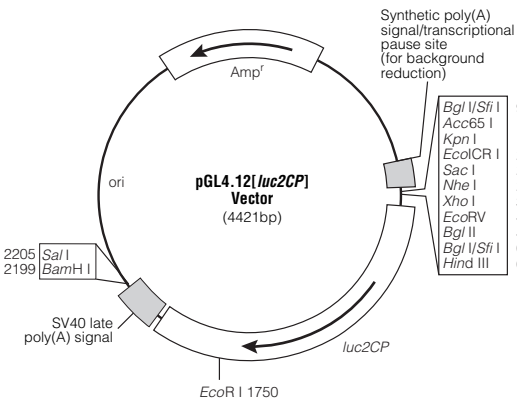 Synthetic poly(A)
signal/transcriptional
pause site
(for background
reduction)
Ampʳ
Bgl I/Sfi I
Acc65 I
Kpn I
EcoICR I
Sac I
Nhe I
Xho I
EcoRV
Bgl II
Bgl I/Sfi I
Hind III
ori
pGL4.12[luc2CP]
Vector
(4421bp)
2205 Sal I
2199 BamH I
SV40 late
poly(A) signal
luc2CP
EcoR I 1750